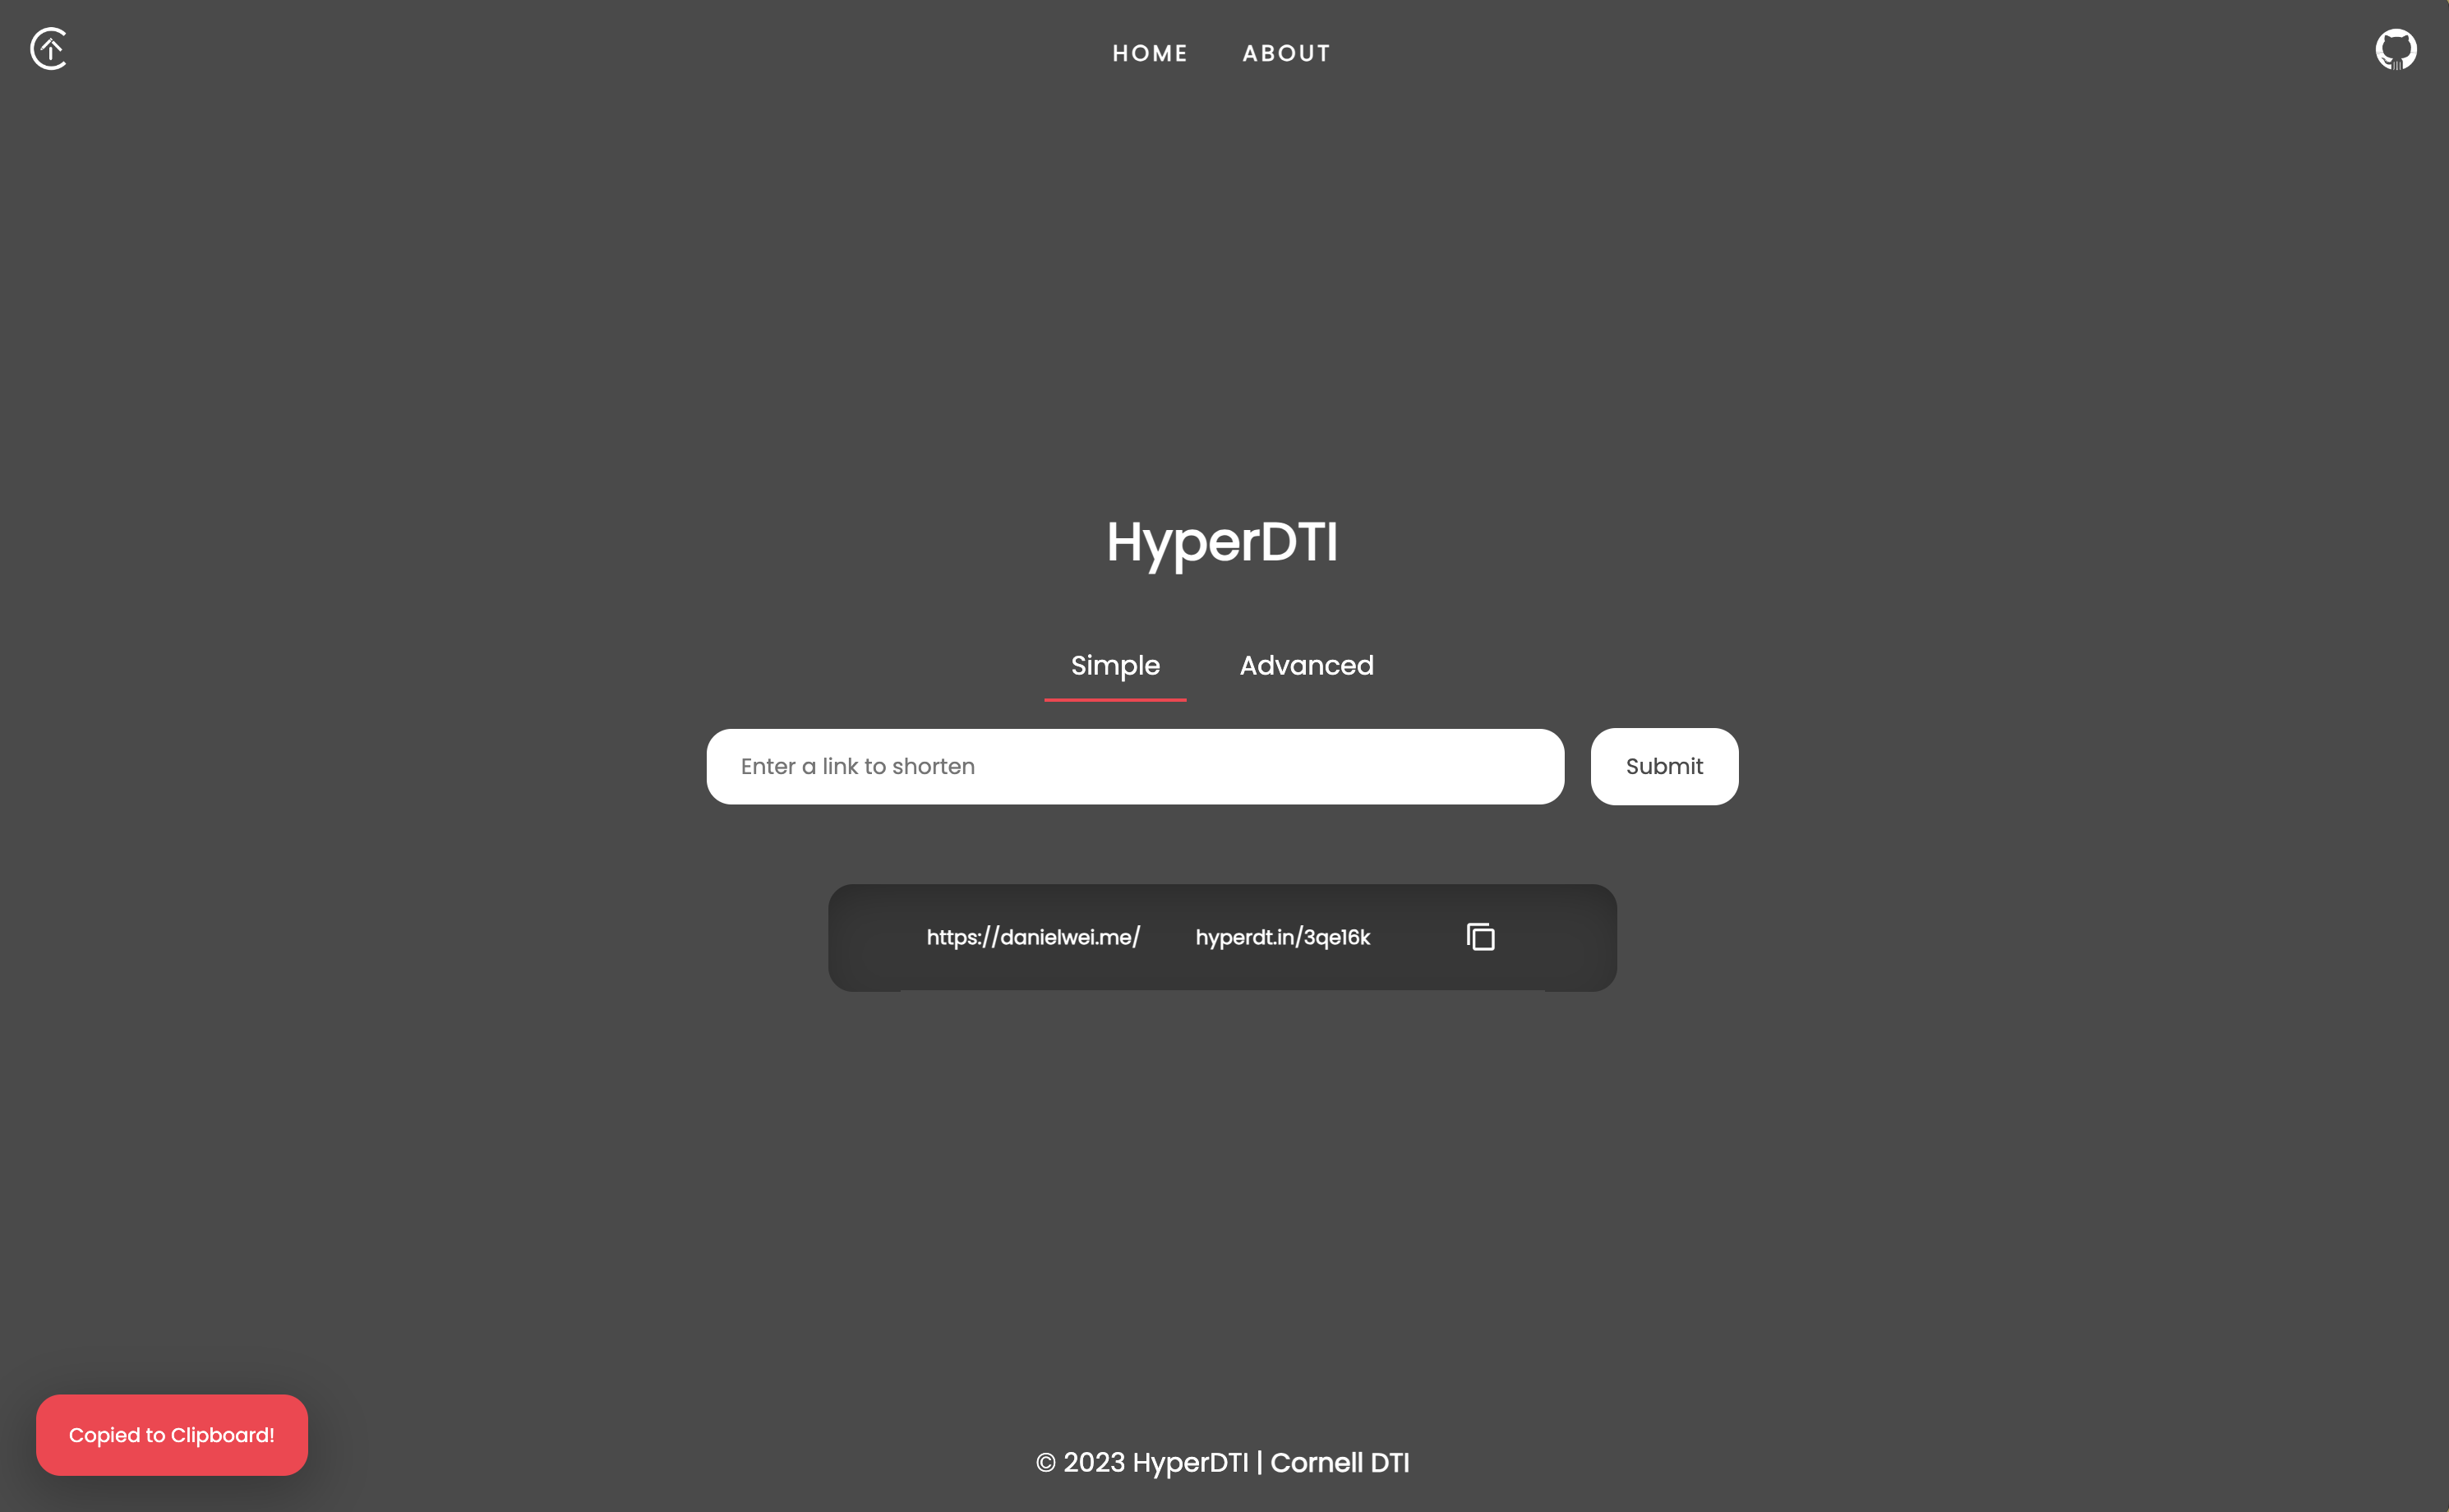 HOME ABOUT
HyperDTI
Simple Advanced
Enter a link to shorten Submit
https://danielwei.me/ hyperdt.in/3qe16k
Copied to Clipboard!
© 2023 HyperDTI | Cornell DTI